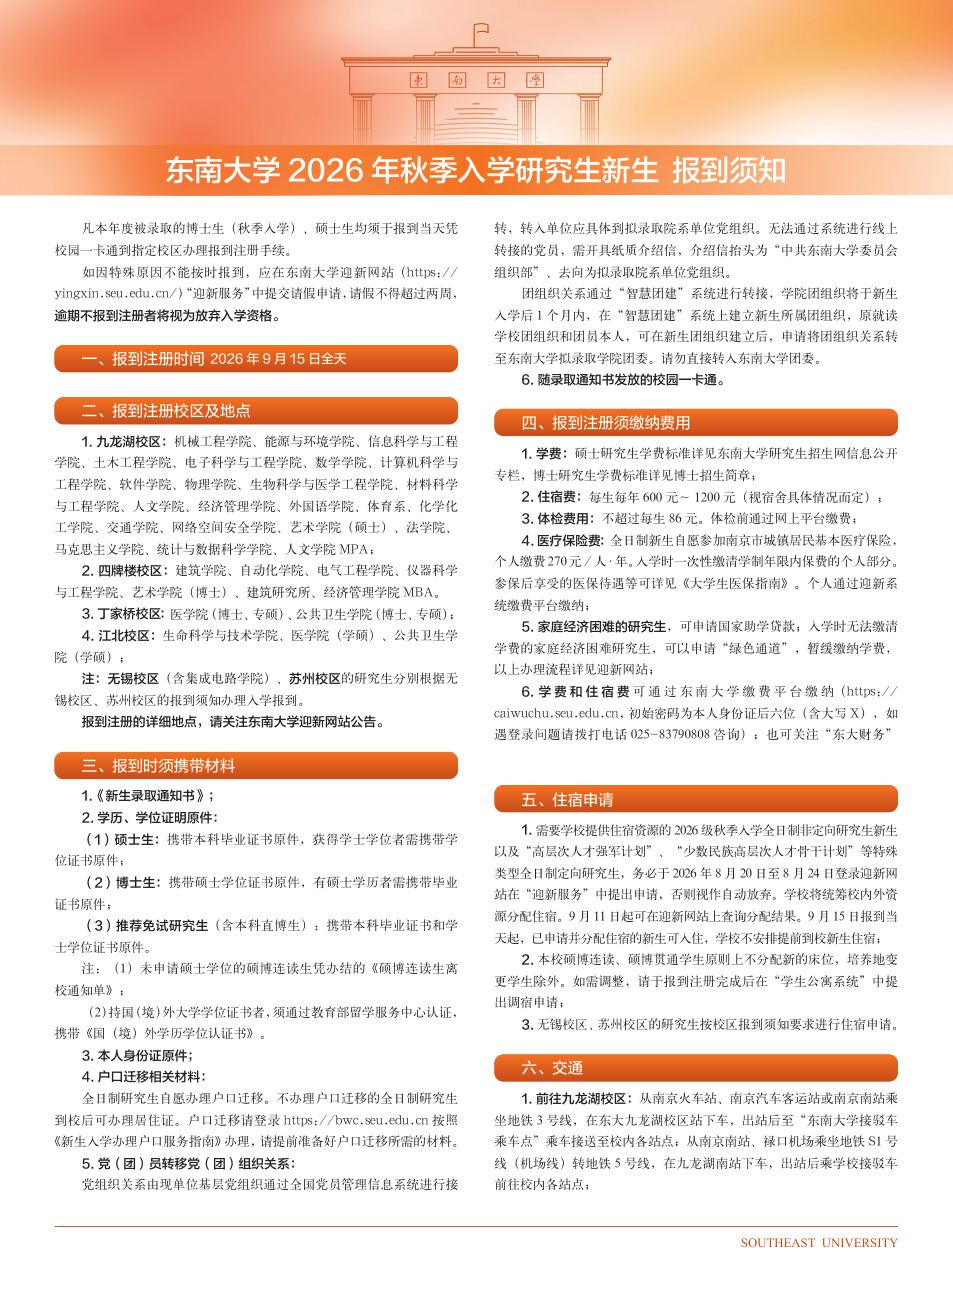 東南大學
东南大学 2026 年秋季入学研究生新生 报到须知
凡本年度被录取的博士生（秋季入学）、硕士生均须于报到当天凭
校园一卡通到指定校区办理报到注册手续。
如因特殊原因不能按时报到，应在东南大学迎新网站（https://
yingxin.seu.edu.cn/）“迎新服务”中提交请假申请，请假不得超过两周，
逾期不报到注册者将视为放弃入学资格。
一、报到注册时间 2026 年 9 月 15 日全天
二、报到注册校区及地点
1. 九龙湖校区：机械工程学院、能源与环境学院、信息科学与工程
学院、土木工程学院、电子科学与工程学院、数学学院、计算机科学与
工程学院、软件学院、物理学院、生物科学与医学工程学院、材料科学
与工程学院、人文学院、经济管理学院、外国语学院、体育系、化学化
工学院、交通学院、网络空间安全学院、艺术学院（硕士）、法学院、
马克思主义学院、统计与数据科学学院、人文学院 MPA；
2. 四牌楼校区：建筑学院、自动化学院、电气工程学院、仪器科学
与工程学院、艺术学院（博士）、建筑研究所、经济管理学院 MBA。
3. 丁家桥校区：医学院（博士、专硕）、公共卫生学院（博士、专硕）；
4. 江北校区：生命科学与技术学院、医学院（学硕）、公共卫生学
院（学硕）；
注：无锡校区（含集成电路学院）、苏州校区的研究生分别根据无
锡校区、苏州校区的报到须知办理入学报到。
报到注册的详细地点，请关注东南大学迎新网站公告。
三、报到时须携带材料
1.《新生录取通知书》；
2. 学历、学位证明原件：
（1）硕士生：携带本科毕业证书原件，获得学士学位者需携带学
位证书原件；
（2）博士生：携带硕士学位证书原件，有硕士学历者需携带毕业
证书原件；
（3）推荐免试研究生（含本科直博生）：携带本科毕业证书和学
士学位证书原件。
注：（1）未申请硕士学位的硕博连读生凭办结的《硕博连读生离
校通知单》；
（2）持国（境）外大学学位证书者，须通过教育部留学服务中心认证，
携带《国（境）外学历学位认证书》。
3. 本人身份证原件；
4. 户口迁移相关材料：
全日制研究生自愿办理户口迁移。不办理户口迁移的全日制研究生
到校后可办理居住证。户口迁移请登录 https://bwc.seu.edu.cn 按照
《新生入学办理户口服务指南》办理，请提前准备好户口迁移所需的材料。
5. 党（团）员转移党（团）组织关系：
党组织关系由现单位基层党组织通过全国党员管理信息系统进行接
转，转入单位应具体到拟录取院系单位党组织。无法通过系统进行线上
转接的党员，需开具纸质介绍信，介绍信抬头为“中共东南大学委员会
组织部”、去向为拟录取院系单位党组织。
团组织关系通过“智慧团建”系统进行转接，学院团组织将于新生
入学后 1 个月内，在“智慧团建”系统上建立新生所属团组织，原就读
学校团组织和团员本人，可在新生团组织建立后，申请将团组织关系转
至东南大学拟录取学院团委。请勿直接转入东南大学团委。
6. 随录取通知书发放的校园一卡通。
四、报到注册须缴纳费用
1. 学费：硕士研究生学费标准详见东南大学研究生招生网信息公开
专栏，博士研究生学费标准详见博士招生简章；
2. 住宿费：每生每年 600 元～ 1200 元（视宿舍具体情况而定）；
3. 体检费用：不超过每生 86 元。体检前通过网上平台缴费；
4. 医疗保险费：全日制新生自愿参加南京市城镇居民基本医疗保险，
个人缴费 270 元／人 · 年。入学时一次性缴清学制年限内保费的个人部分。
参保后享受的医保待遇等可详见《大学生医保指南》。个人通过迎新系
统缴费平台缴纳；
5. 家庭经济困难的研究生，可申请国家助学贷款；入学时无法缴清
学费的家庭经济困难研究生，可以申请“绿色通道”，暂缓缴纳学费，
以上办理流程详见迎新网站；
6. 学费和住宿费可通过东南大学缴费平台缴纳（https://
caiwuchu.seu.edu.cn，初始密码为本人身份证后六位（含大写 X），如
遇登录问题请拨打电话 025-83790808 咨询）；也可关注“东大财务”
五、住宿申请
1. 需要学校提供住宿资源的 2026 级秋季入学全日制非定向研究生新生
以及“高层次人才强军计划”、“少数民族高层次人才骨干计划”等特殊
类型全日制定向研究生，务必于 2026 年 8 月 20 日至 8 月 24 日登录迎新网
站在“迎新服务”中提出申请，否则视作自动放弃。学校将统筹校内外资
源分配住宿。9 月 11 日起可在迎新网站上查询分配结果。9 月 15 日报到当
天起，已申请并分配住宿的新生可入住，学校不安排提前到校新生住宿；
2. 本校硕博连读、硕博贯通学生原则上不分配新的床位，培养地变
更学生除外。如需调整，请于报到注册完成后在“学生公寓系统”中提
出调宿申请；
3. 无锡校区、苏州校区的研究生按校区报到须知要求进行住宿申请。
六、交通
1. 前往九龙湖校区：从南京火车站、南京汽车客运站或南京南站乘
坐地铁 3 号线，在东大九龙湖校区站下车，出站后至“东南大学接驳车
乘车点”乘车接送至校内各站点；从南京南站、禄口机场乘坐地铁 S1 号
线（机场线）转地铁 5 号线，在九龙湖南站下车，出站后乘学校接驳车
前往校内各站点；
SOUTHEAST UNIVERSITY